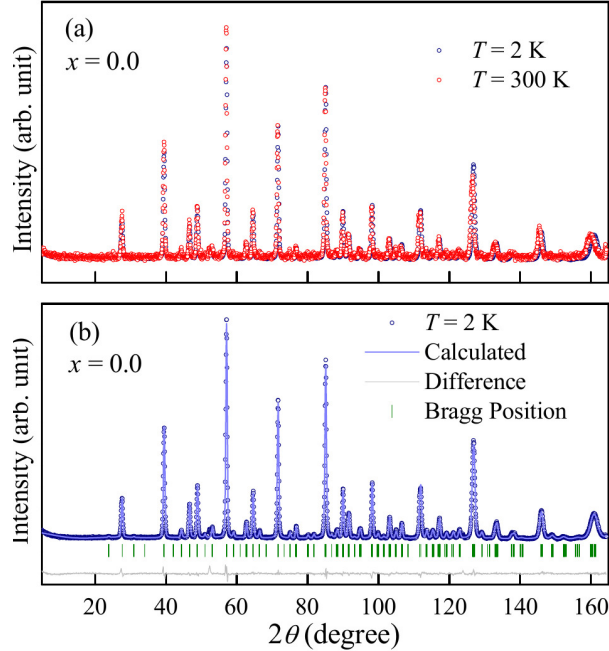 (a)
x = 0.0
T = 2 K
T = 300 K
Intensity (arb. unit)
(b)
x = 0.0
T = 2 K
Calculated
Difference
Bragg Position
Intensity (arb. unit)
20 40 60 80 100 120 140 160
2θ (degree)